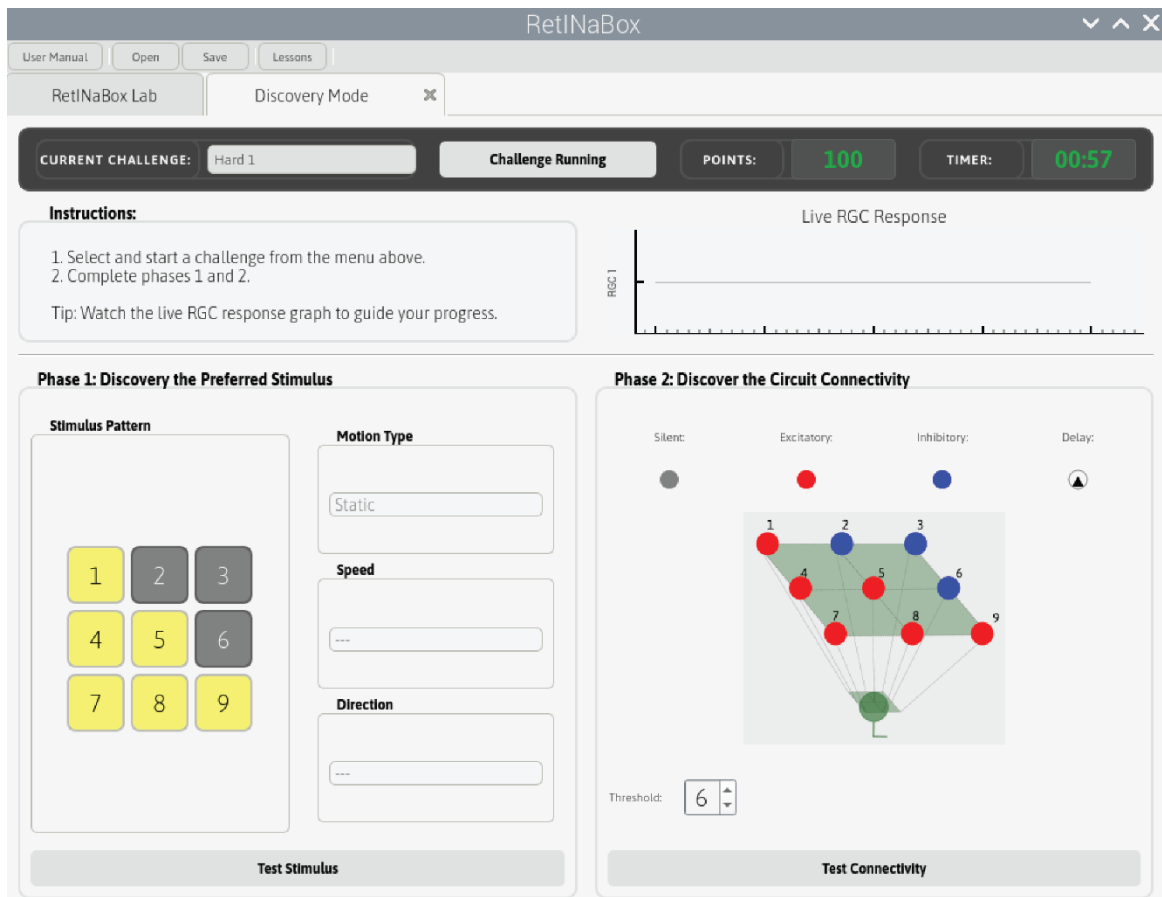 RetINaBox
User Manual
Open
Save
Lessons
RetINaBox Lab
Discovery Mode
CURRENT CHALLENGE:
Hard 1
Challenge Running
POINTS:
100
TIMER:
00:57
Instructions:
1. Select and start a challenge from the menu above.
2. Complete phases 1 and 2.
Tip: Watch the live RGC response graph to guide your progress.
Live RGC Response
RGC 1
Phase 1: Discovery the Preferred Stimulus
Stimulus Pattern
1 2 3
4 5 6
7 8 9
Motion Type
Static
Speed
---
Direction
---
Test Stimulus
Phase 2: Discover the Circuit Connectivity
Silent:
Excitatory:
Inhibitory:
Delay:
1 2 3
4 5 6
7 8 9
Threshold:
6
Test Connectivity